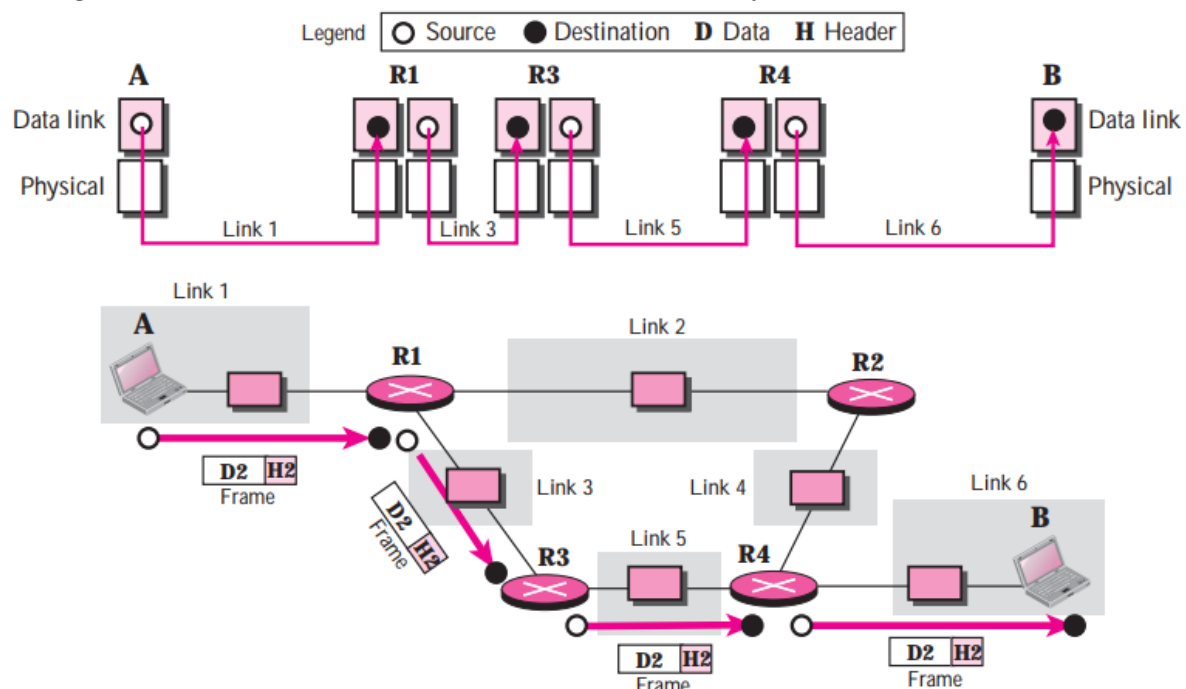 Legend Source Destination D Data H Header
A R1 R3 R4 B
Data link Data link
Physical Physical
Link 1 Link 3 Link 5 Link 6
Link 1
A
Link 2
R1 R2
D2 H2
Frame
Link 3
D2 H2
Frame
Link 4
Link 6
B
R3
Link 5
R4
D2 H2
Frame
D2 H2
Frame